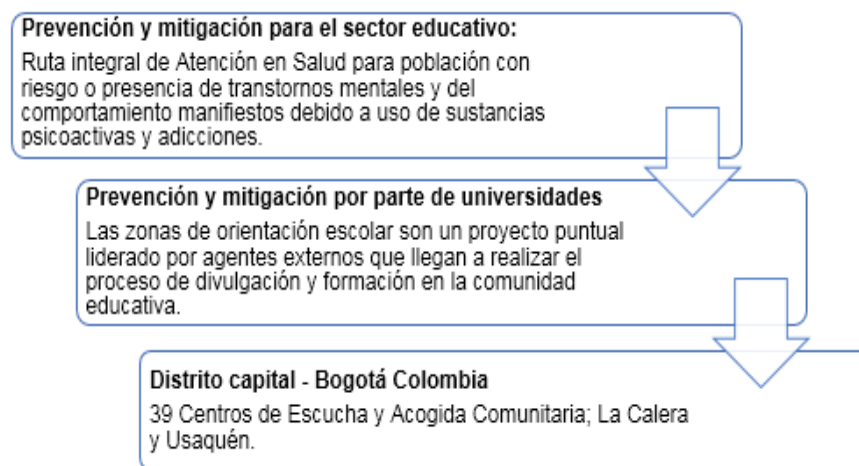 Prevención y mitigación para el sector educativo:
Ruta integral de Atención en Salud para población con
riesgo o presencia de transtornos mentales y del
comportamiento manifiestos debido a uso de sustancias
psicoactivas y adicciones.
Prevención y mitigación por parte de universidades
Las zonas de orientación escolar son un proyecto puntual
liderado por agentes externos que llegan a realizar el
proceso de divulgación y formación en la comunidad
educativa.
Distrito capital - Bogotá Colombia
39 Centros de Escucha y Acogida Comunitaria; La Calera
y Usaquén.